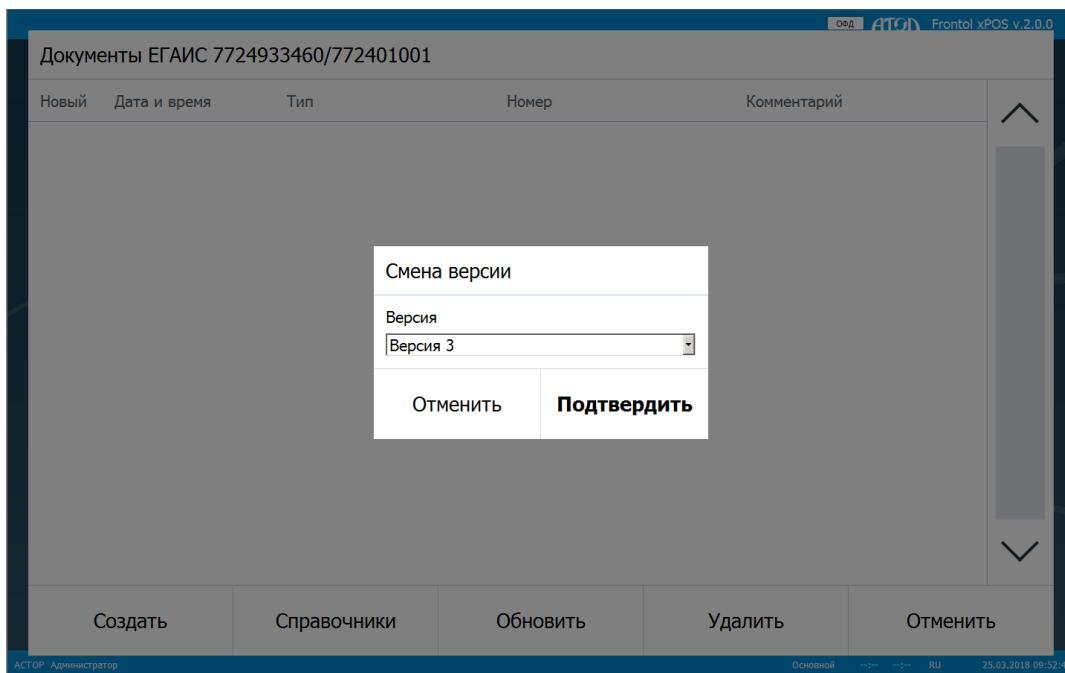 ОФД АТОЛ Frontol xPOS v.2.0.0
Документы ЕГАИС 7724933460/772401001
Новый Дата и время Тип Номер Комментарий
Смена версии
Версия
Версия 3
Отменить Подтвердить
Создать Справочники Обновить Удалить Отменить
АСТОР Администратор Основной --:-- --:-- RU 25.03.2018 09:52:4